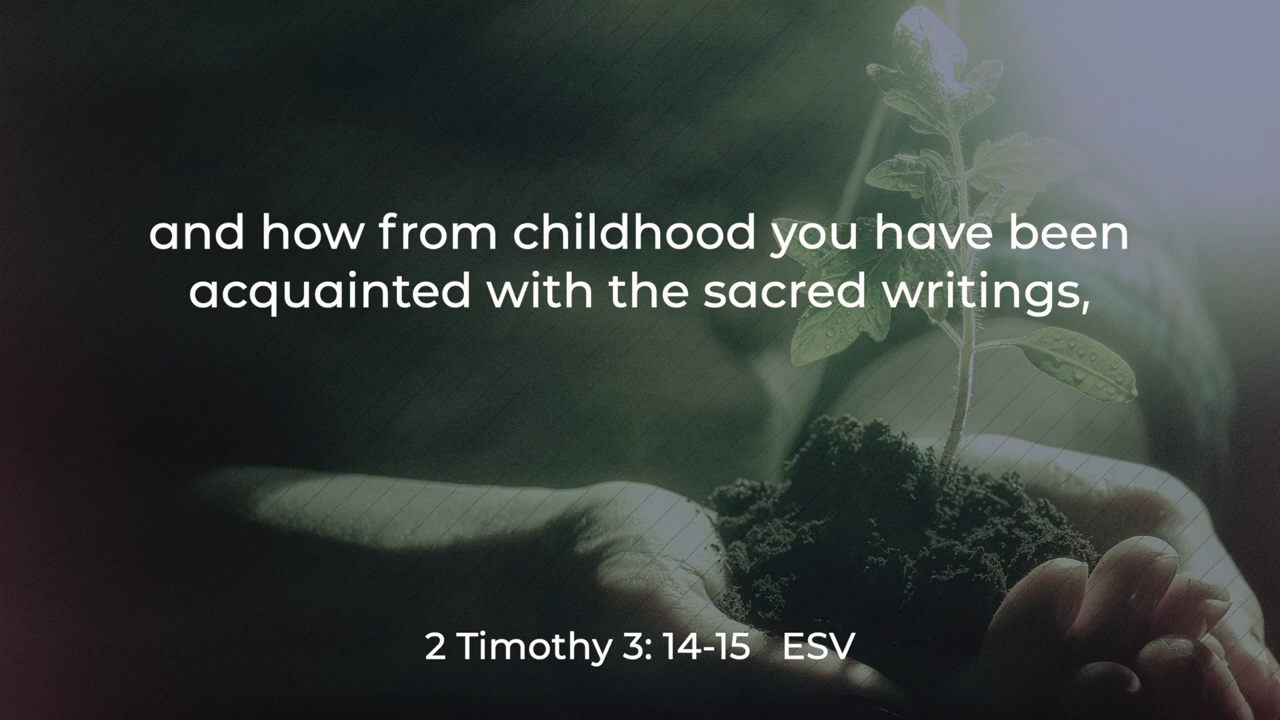 and how from childhood you have been
acquainted with the sacred writings,
2 Timothy 3: 14-15 ESV